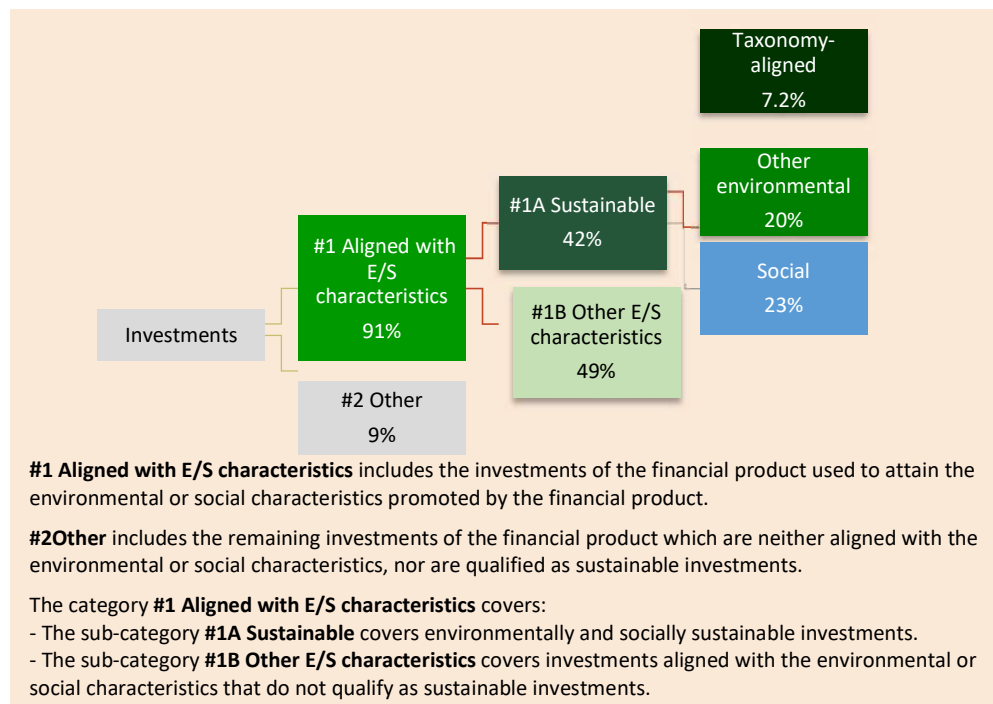 Taxonomy-
aligned
7.2%
Other
environmental
20%
#1A Sustainable
42%
#1 Aligned with
E/S
characteristics
91%
Social
23%
#1B Other E/S
characteristics
49%
Investments
#2 Other
9%
#1 Aligned with E/S characteristics includes the investments of the financial product used to attain the
environmental or social characteristics promoted by the financial product.
#2Other includes the remaining investments of the financial product which are neither aligned with the
environmental or social characteristics, nor are qualified as sustainable investments.
The category #1 Aligned with E/S characteristics covers:
- The sub-category #1A Sustainable covers environmentally and socially sustainable investments.
- The sub-category #1B Other E/S characteristics covers investments aligned with the environmental or
social characteristics that do not qualify as sustainable investments.